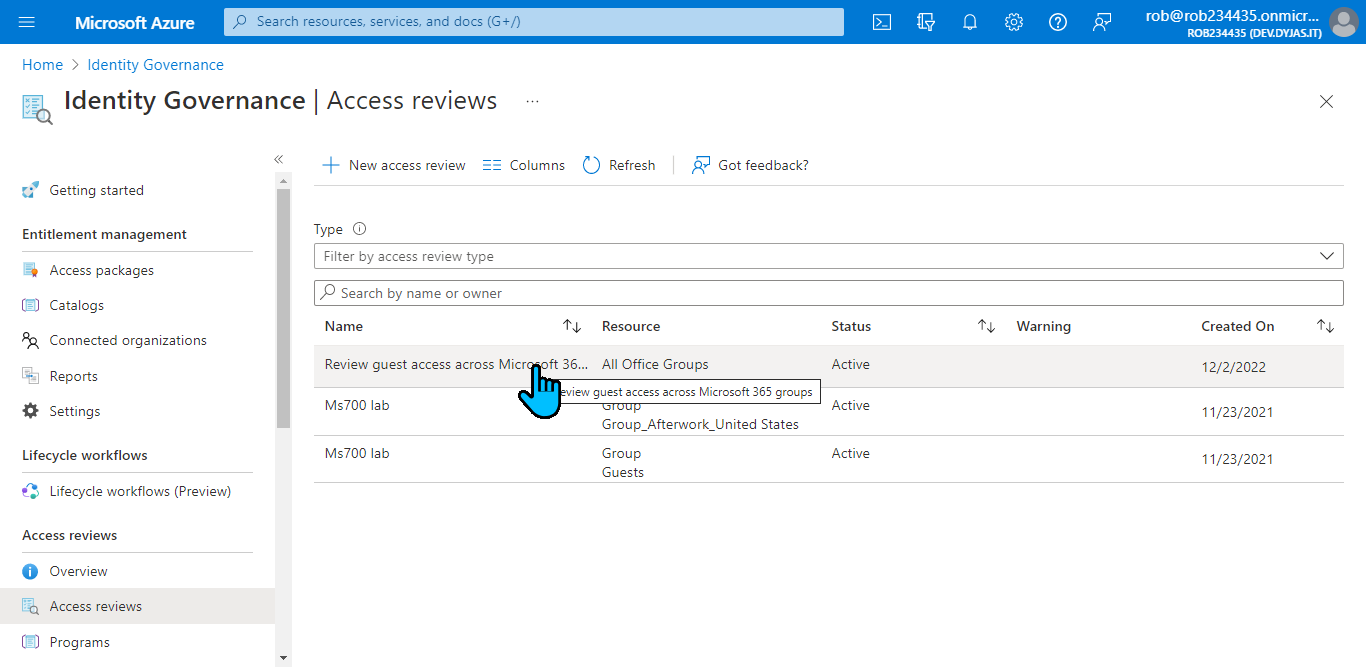 Microsoft Azure
Search resources, services, and docs (G+/)
rob@rob234435.onmicr...
ROB234435 (DEV.DYJAS.IT)
Home > Identity Governance
Identity Governance | Access reviews ...
«
Getting started
Entitlement management
Access packages
Catalogs
Connected organizations
Reports
Settings
Lifecycle workflows
Lifecycle workflows (Preview)
Access reviews
Overview
Access reviews
Programs
New access review Columns Refresh Got feedback?
Type
Filter by access review type
Search by name or owner
Name Resource Status Warning Created On
Review guest access across Microsoft 36... All Office Groups Active 12/2/2022
eview guest access across Microsoft 365 groups
Ms700 lab Group Active 11/23/2021
Group_Afterwork_United States
Ms700 lab Group Active 11/23/2021
Guests